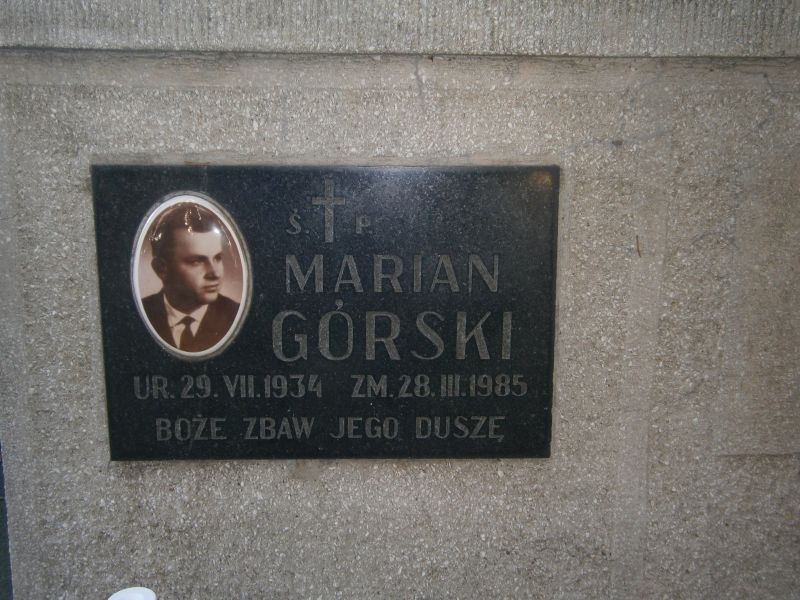 Ś. P.
MARIAN
GÓRSKI
UR. 29. VII. 1934 ZM. 28. III. 1985
BOŻE ZBAW JEGO DUSZĘ